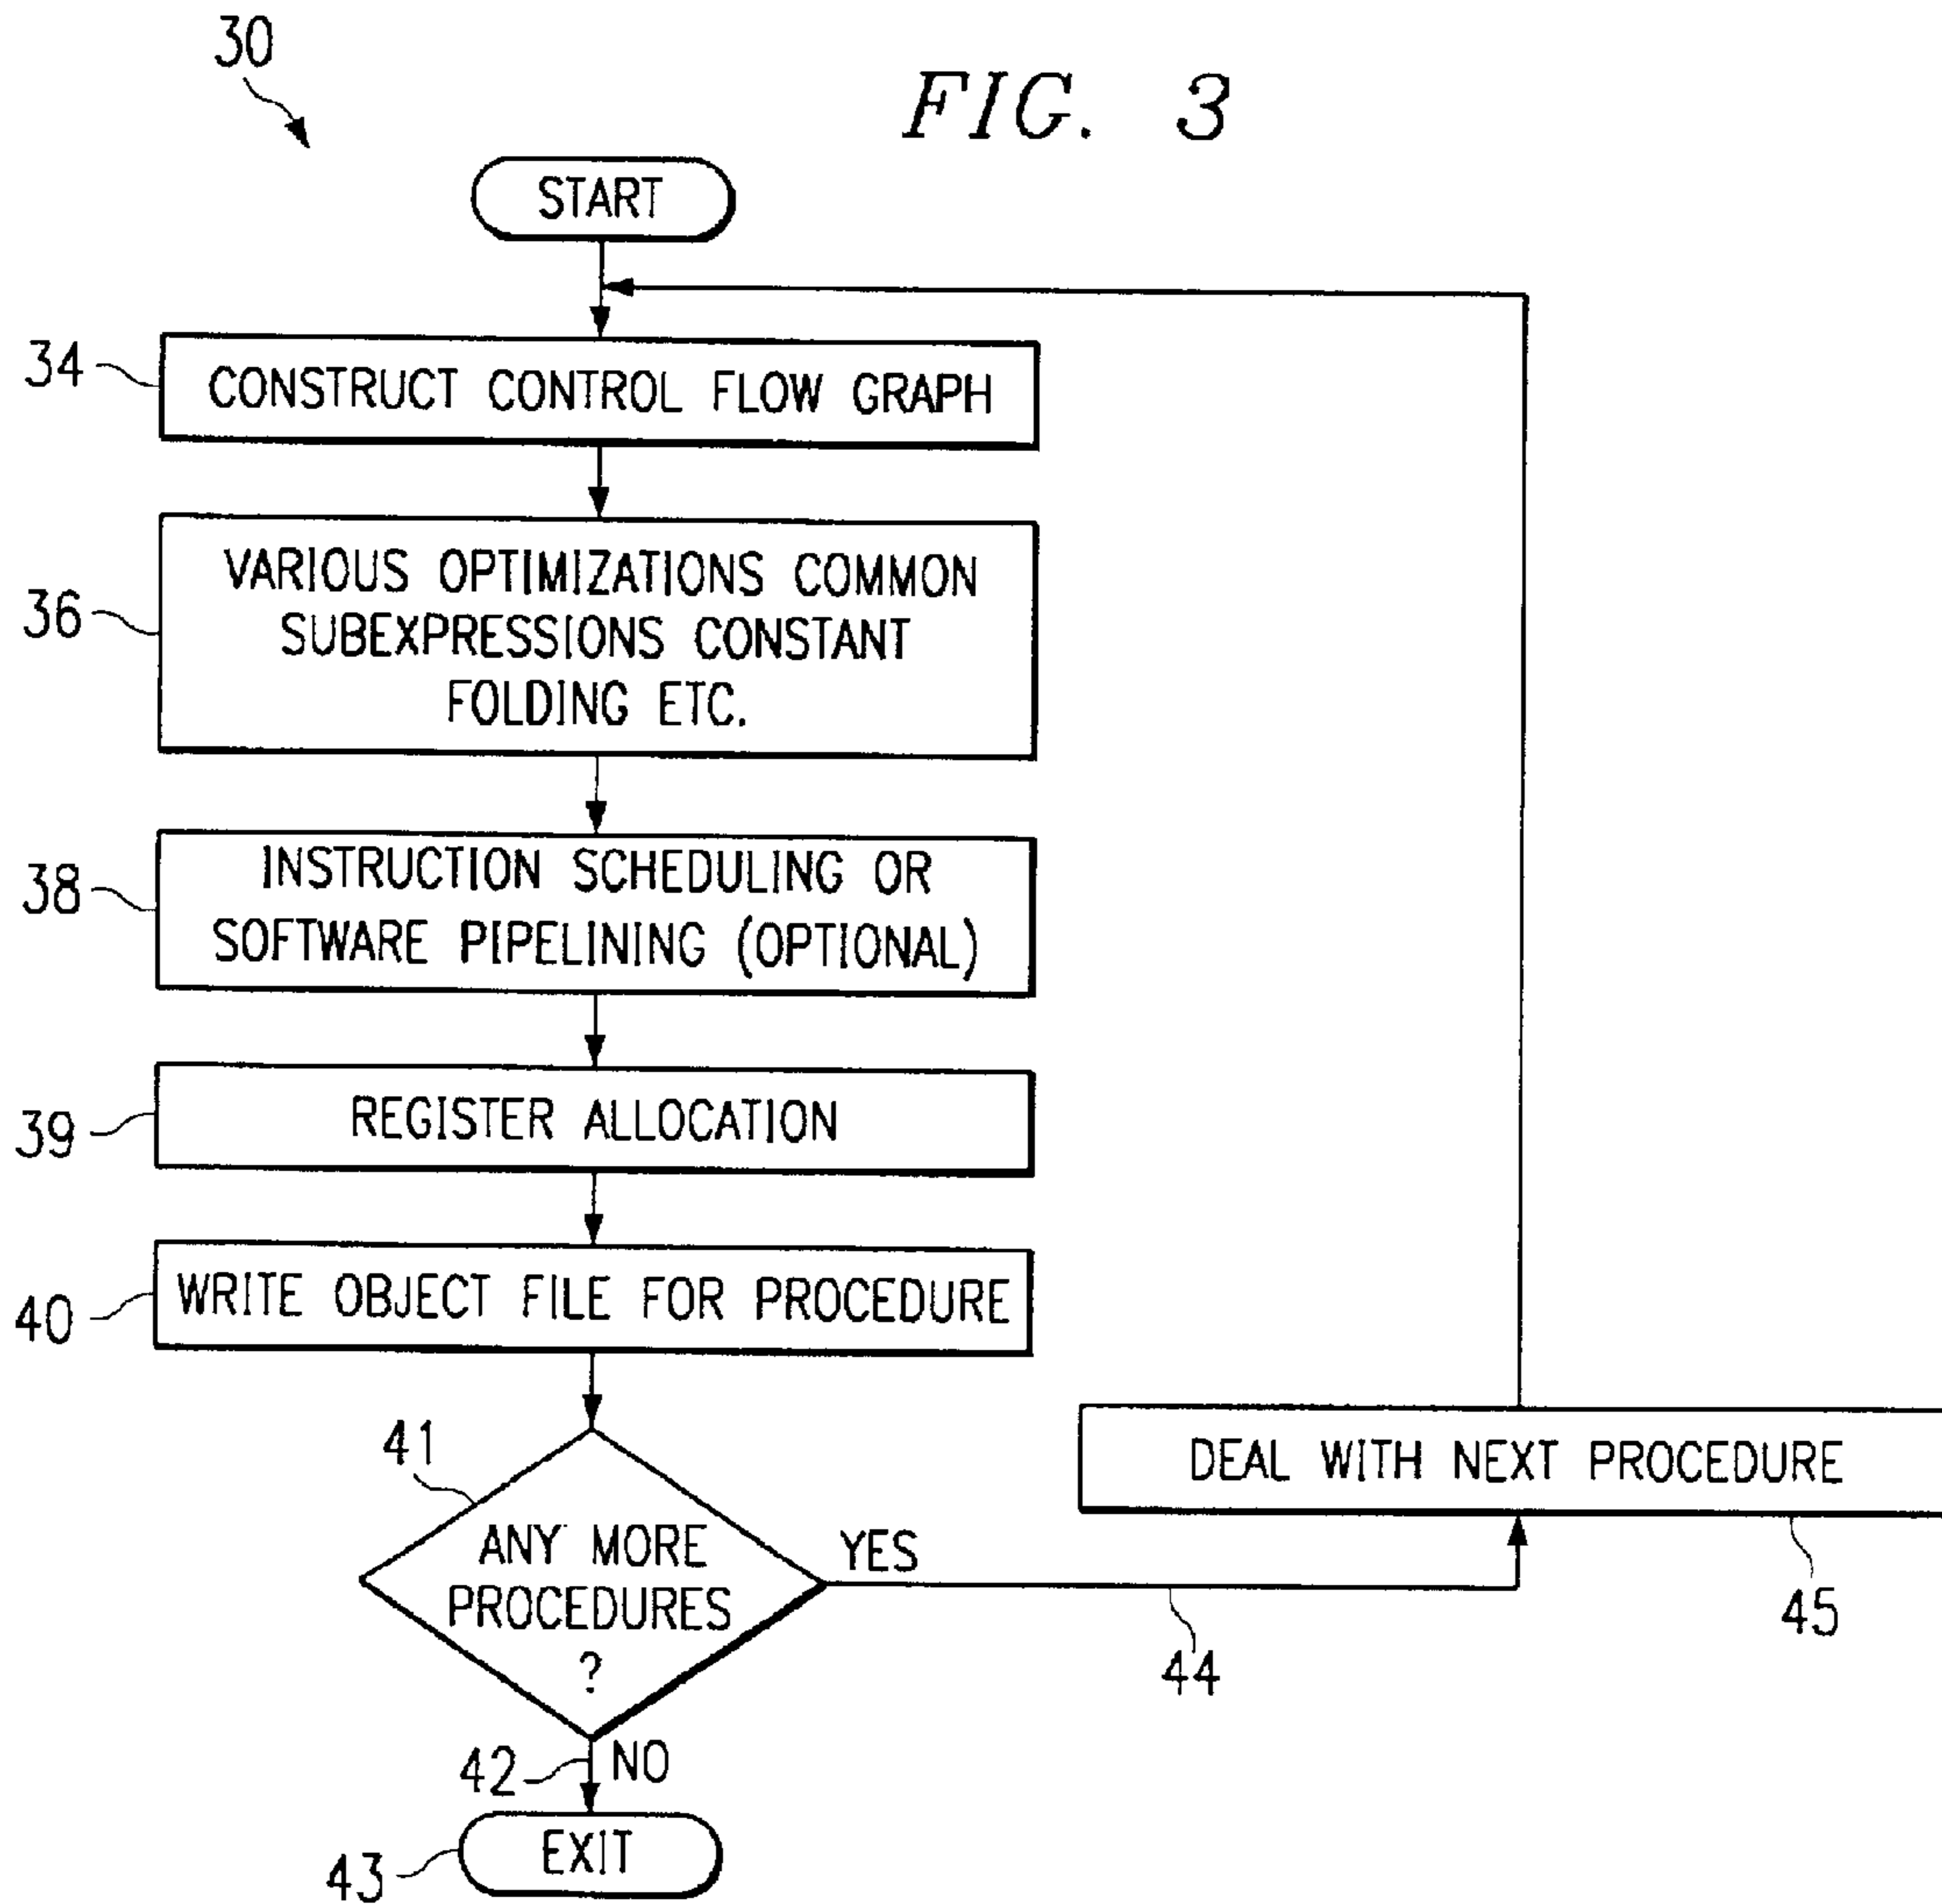 30
FIG. 3
START
34
CONSTRUCT CONTROL FLOW GRAPH
36
VARIOUS OPTIMIZATIONS COMMON
SUBEXPRESSIONS CONSTANT
FOLDING ETC.
38
INSTRUCTION SCHEDULING OR
SOFTWARE PIPELINING (OPTIONAL)
39
REGISTER ALLOCATION
40
WRITE OBJECT FILE FOR PROCEDURE
41
ANY MORE
PROCEDURES
?
YES
44
DEAL WITH NEXT PROCEDURE
45
42
NO
43
EXIT